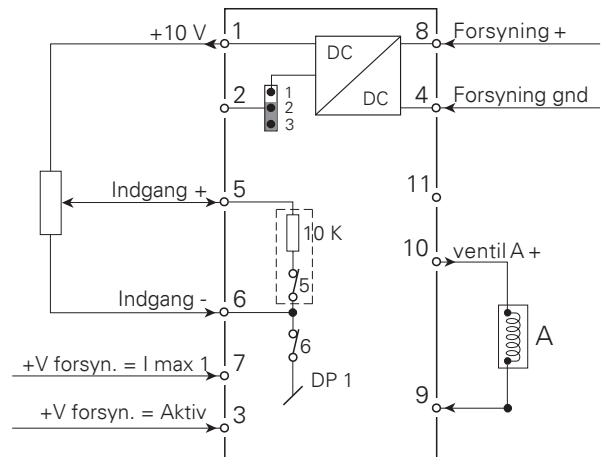 +10 V
1
8
Forsyning +
DC
DC
2
1
2
3
4
Forsyning gnd
Indgang +
5
11
10 K
10
ventil A +
5
Indgang -
6
6
A
+V forsyn. = I max 1
7
DP 1
9
+V forsyn. = Aktiv
3